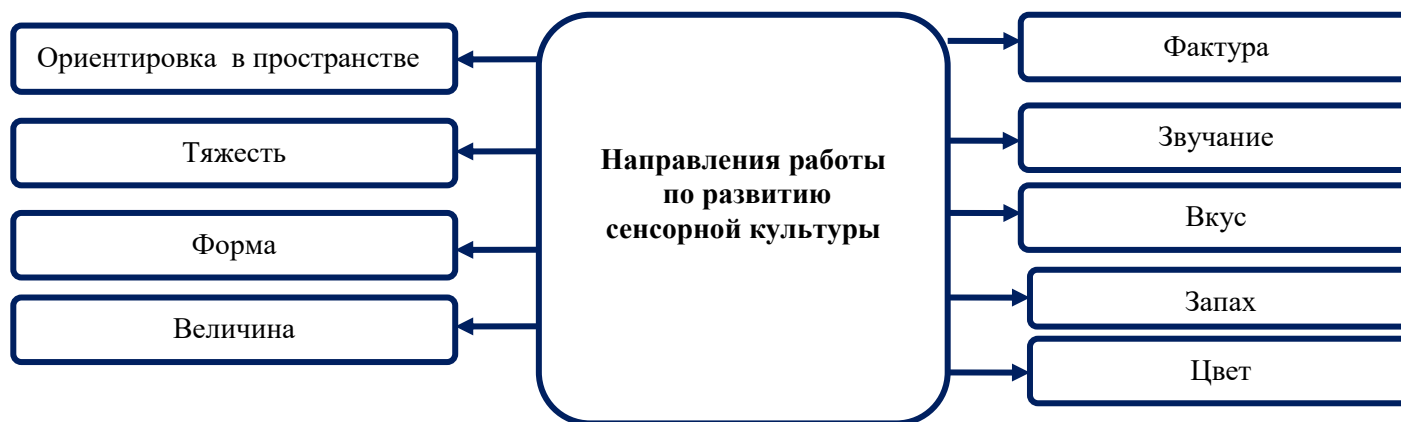 Ориентировка в пространстве
Тяжесть
Форма
Величина
Направления работы
по развитию
сенсорной культуры
Фактура
Звучание
Вкус
Запах
Цвет